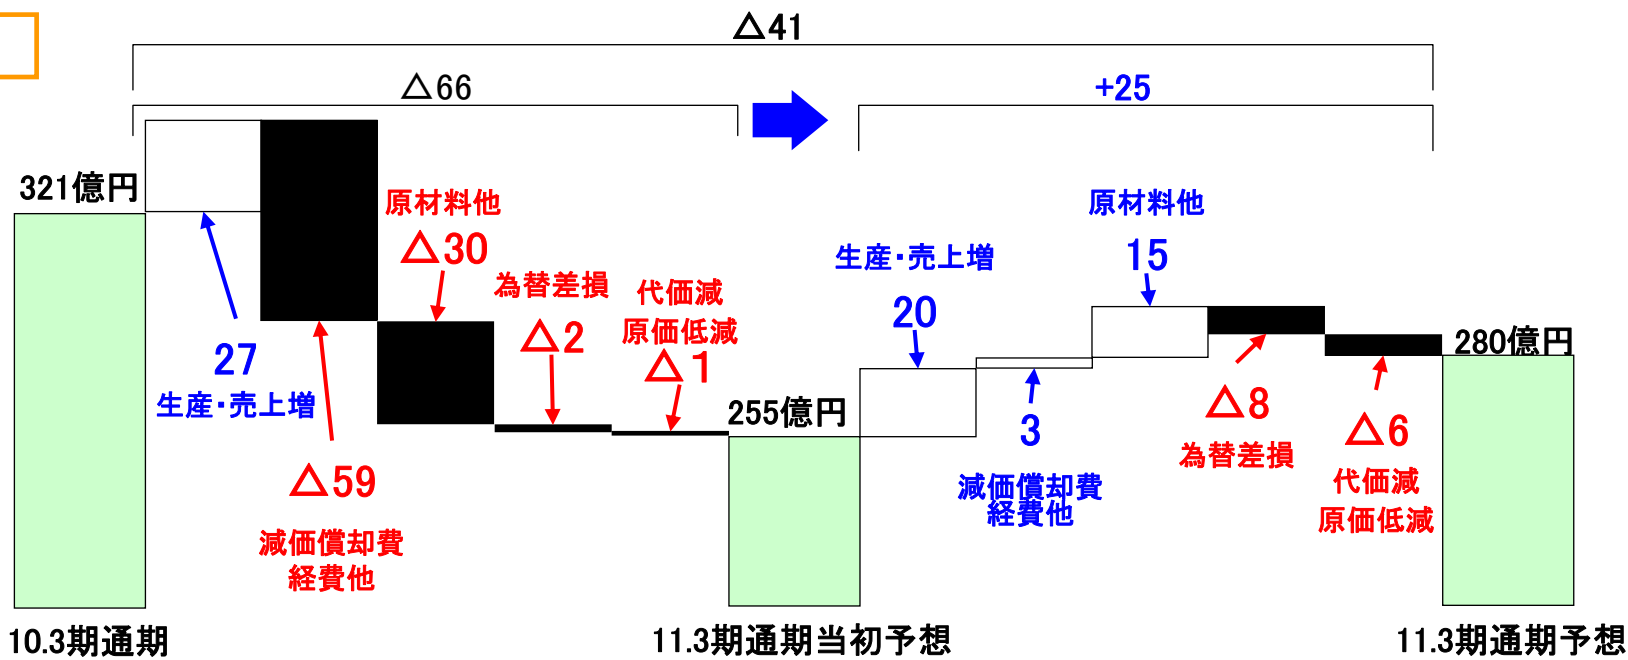 △41
△66
+25
321億円
27
生産・売上増
△59
減価償却費
経費他
原材料他
△30
為替差損
△2
代価減
原価低減
△1
255億円
生産・売上増
20
3
減価償却費
経費他
原材料他
15
△8
為替差損
△6
代価減
原価低減
280億円
10.3期通期
11.3期通期当初予想
11.3期通期予想